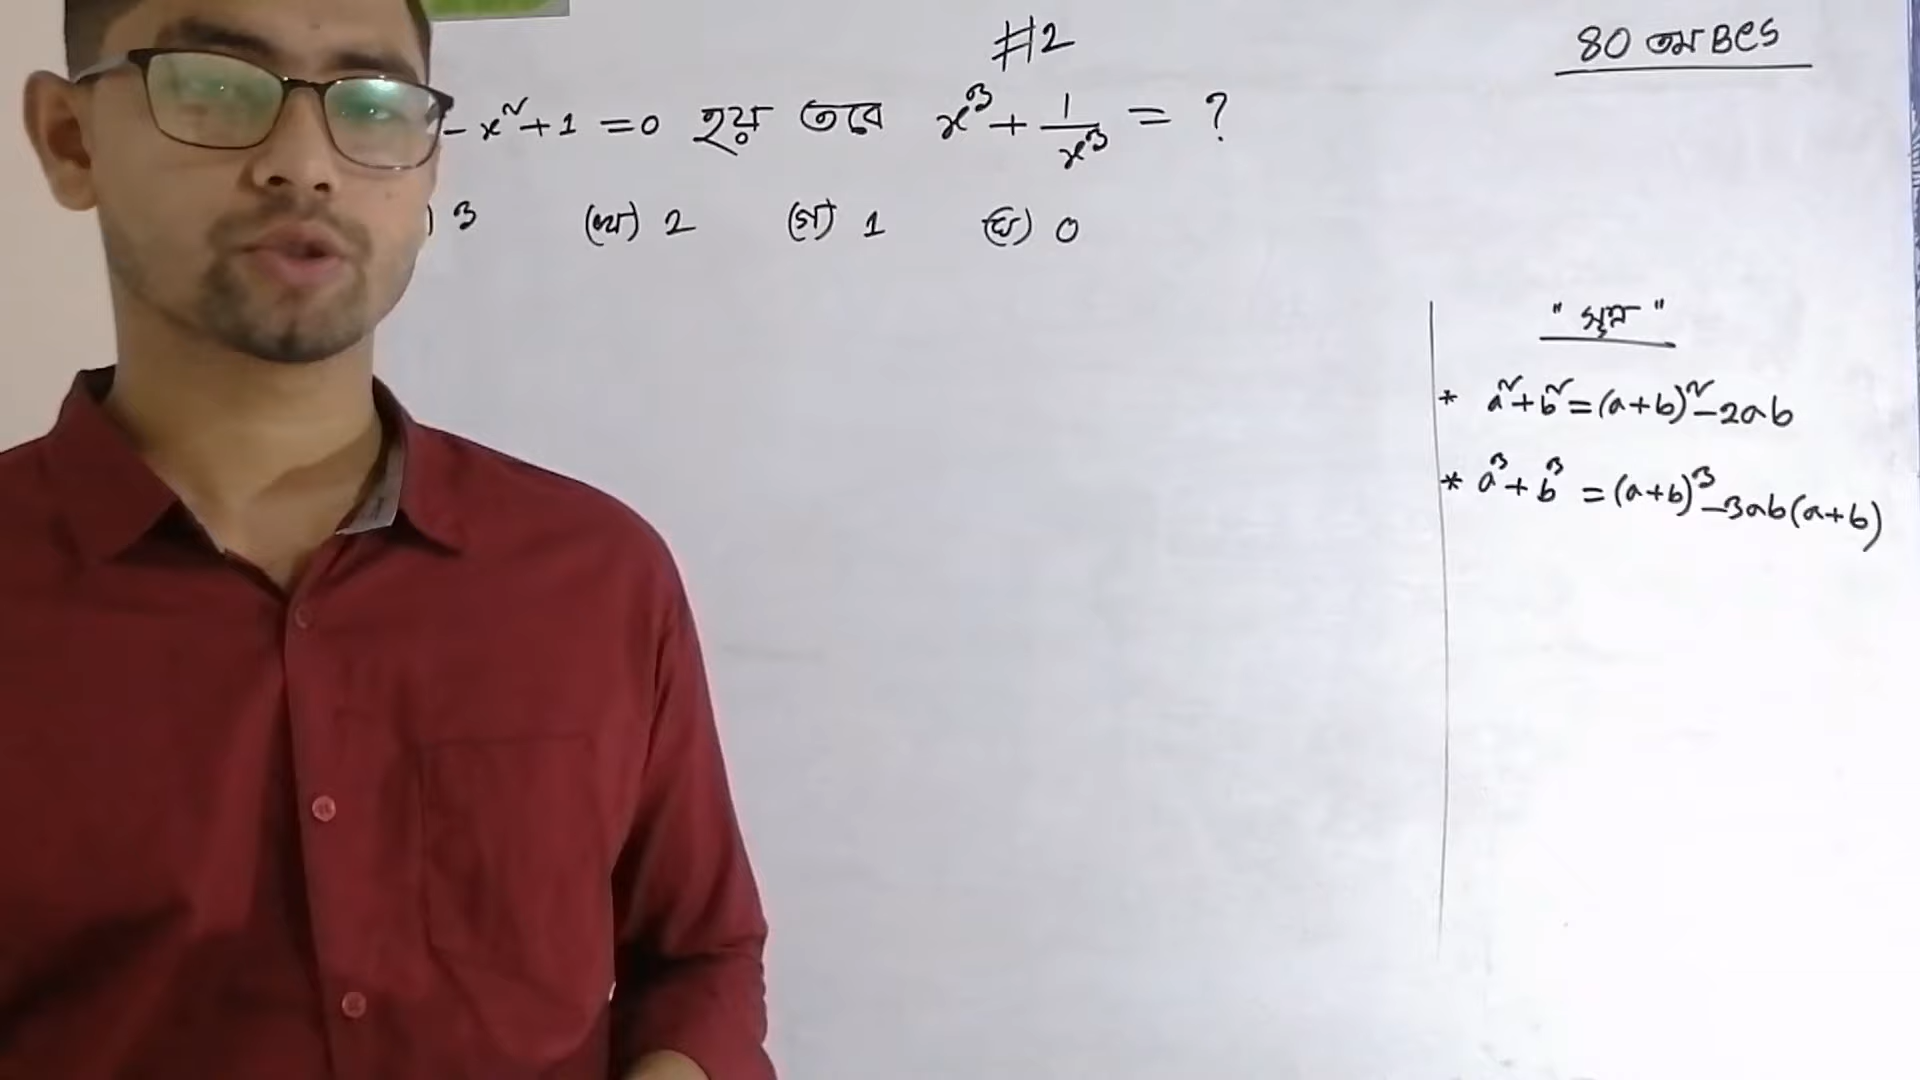 #2
80 তম BCS
- x² + 1 = 0 হয় তবে x³ + 1/x³ = ?
) 3 (খ) 2 (গ) 1 (ঘ) 0
" সূত্র "
* a² + b² = (a+b)² - 2ab
* a³ + b³ = (a+b)³ - 3ab(a+b)